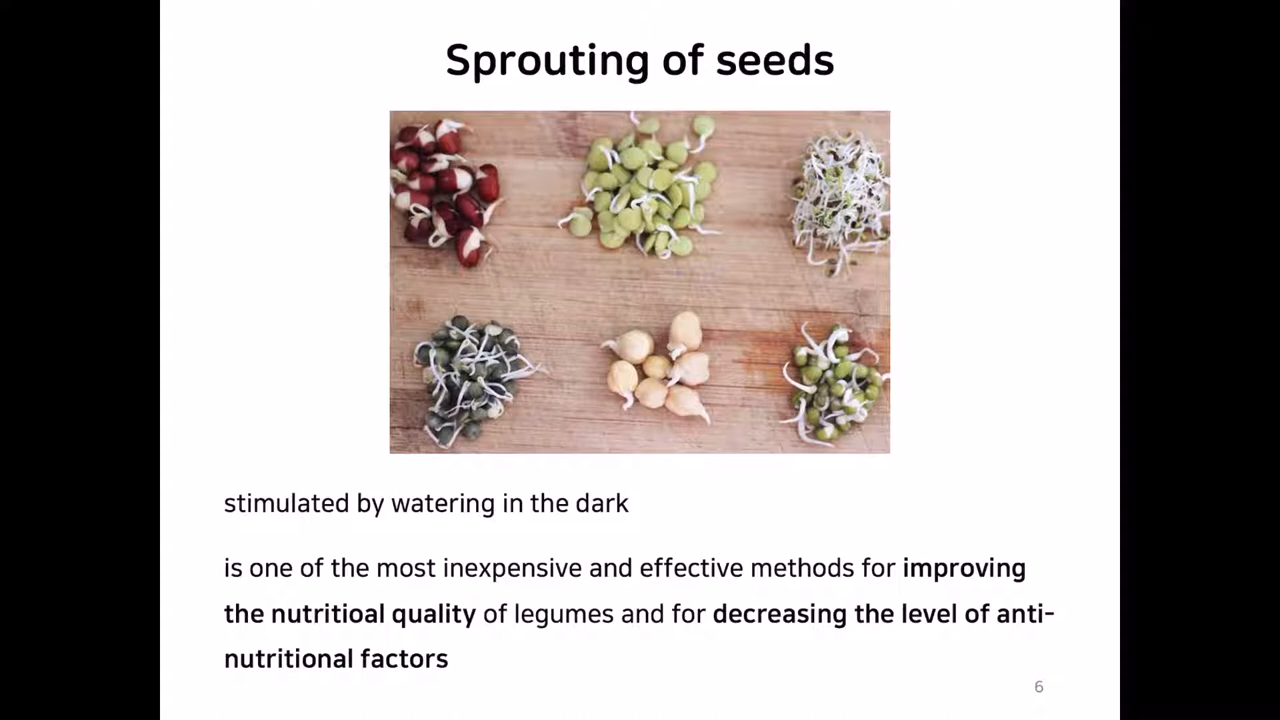 Sprouting of seeds
stimulated by watering in the dark
is one of the most inexpensive and effective methods for improving
the nutritioal quality of legumes and for decreasing the level of anti-
nutritional factors
6